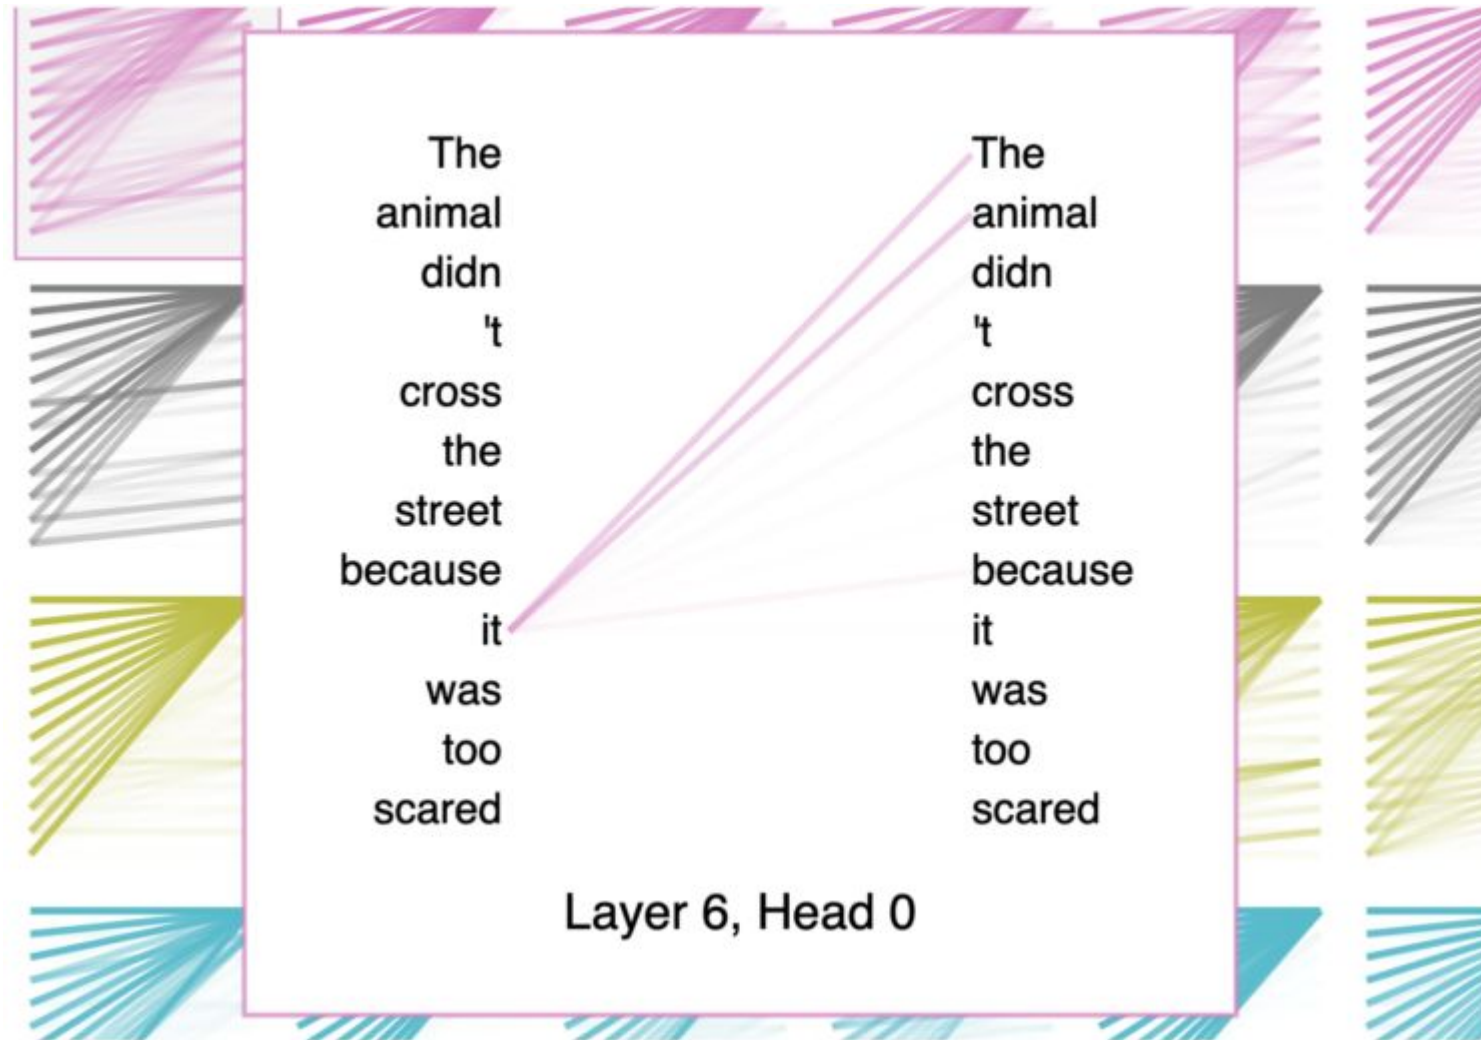 The The
animal animal
didn didn
't 't
cross cross
the the
street street
because because
it it
was was
too too
scared scared
Layer 6, Head 0